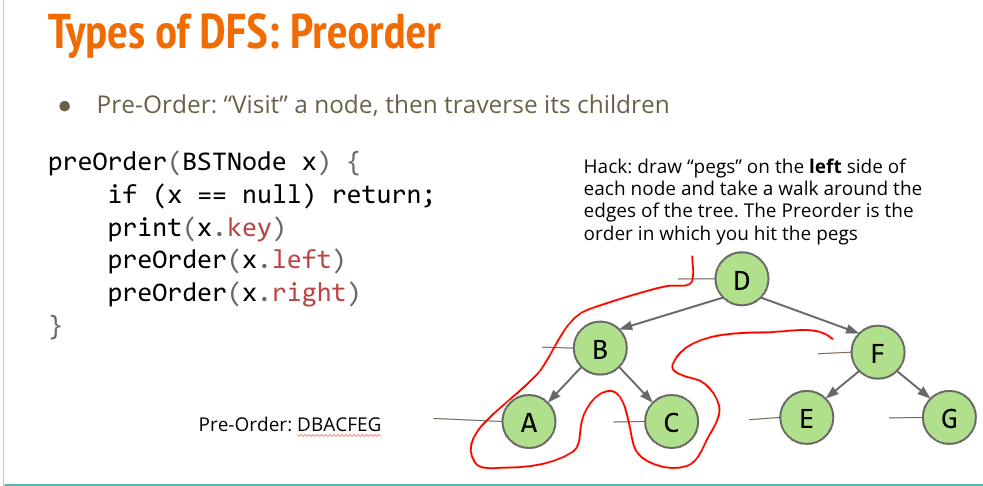 Types of DFS: Preorder
● Pre-Order: “Visit” a node, then traverse its children
preOrder(BSTNode x) {
    if (x == null) return;
    print(x.key)
    preOrder(x.left)
    preOrder(x.right)
}
Hack: draw “pegs” on the left side of
each node and take a walk around the
edges of the tree. The Preorder is the
order in which you hit the pegs
D
B
F
A
C
E
G
Pre-Order: DBACFEG